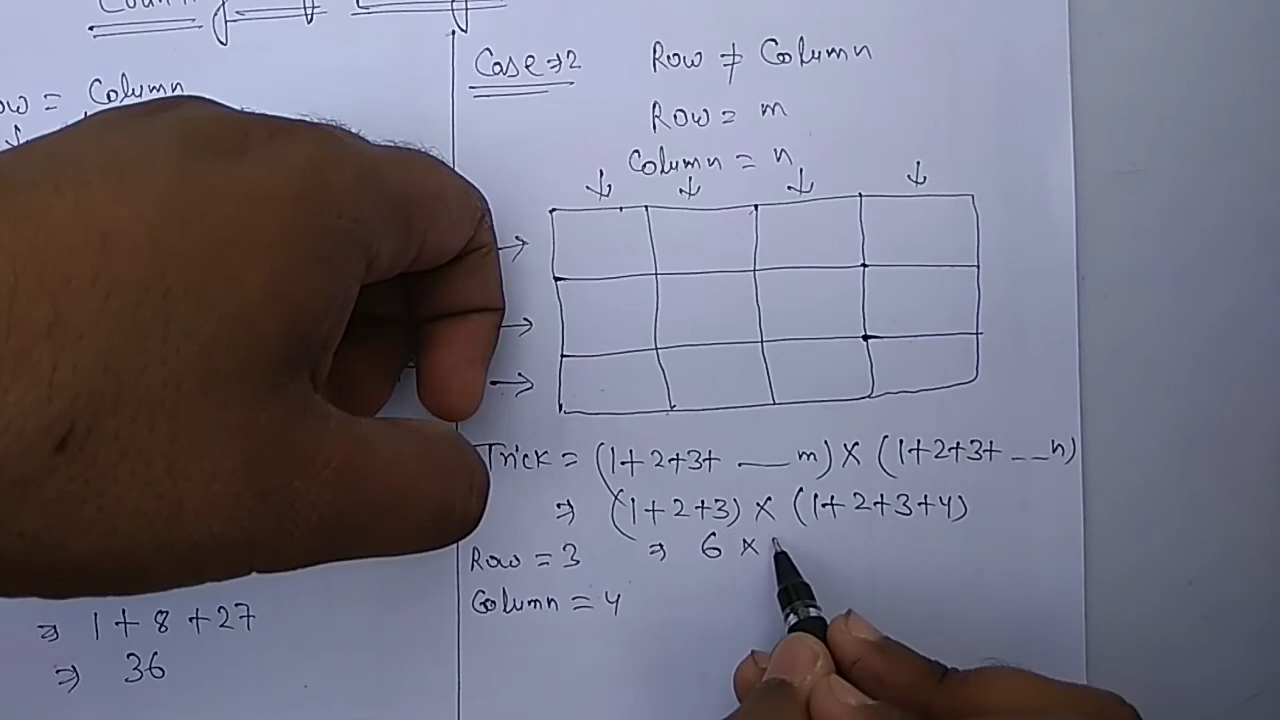 ow = Column
⇒ 1 + 8 + 27
⇒ 36
Case ⇒ 2 Row ≠ Column
Row = m
Column = n
Trick = (1+2+3+ __ m) × (1+2+3+ -- n)
⇒ (1+2+3) × (1+2+3+4)
Row = 3 ⇒ 6 ×
Column = 4